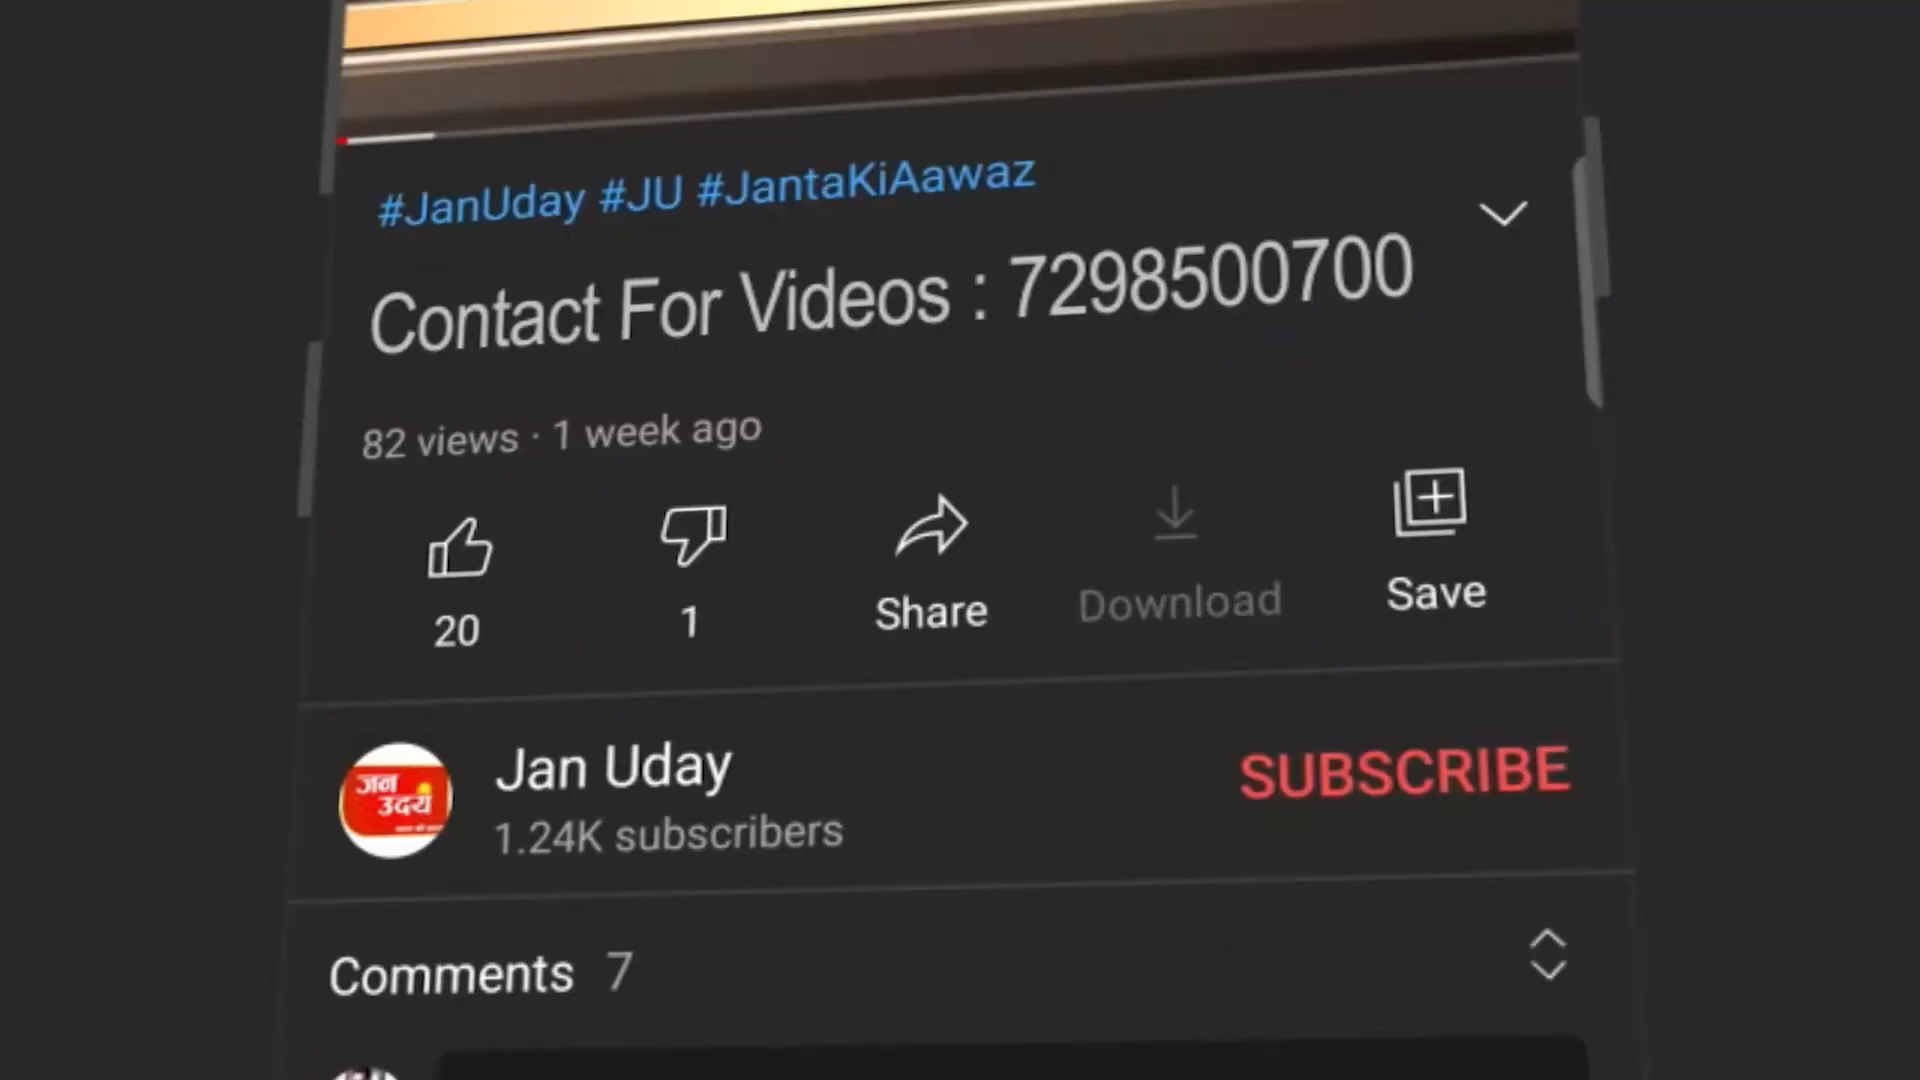 #JanUday #JU #JantaKiAawaz
Contact For Videos : 7298500700
82 views · 1 week ago
20
1
Share
Download
Save
जन
उदय
Jan Uday
1.24K subscribers
SUBSCRIBE
Comments 7